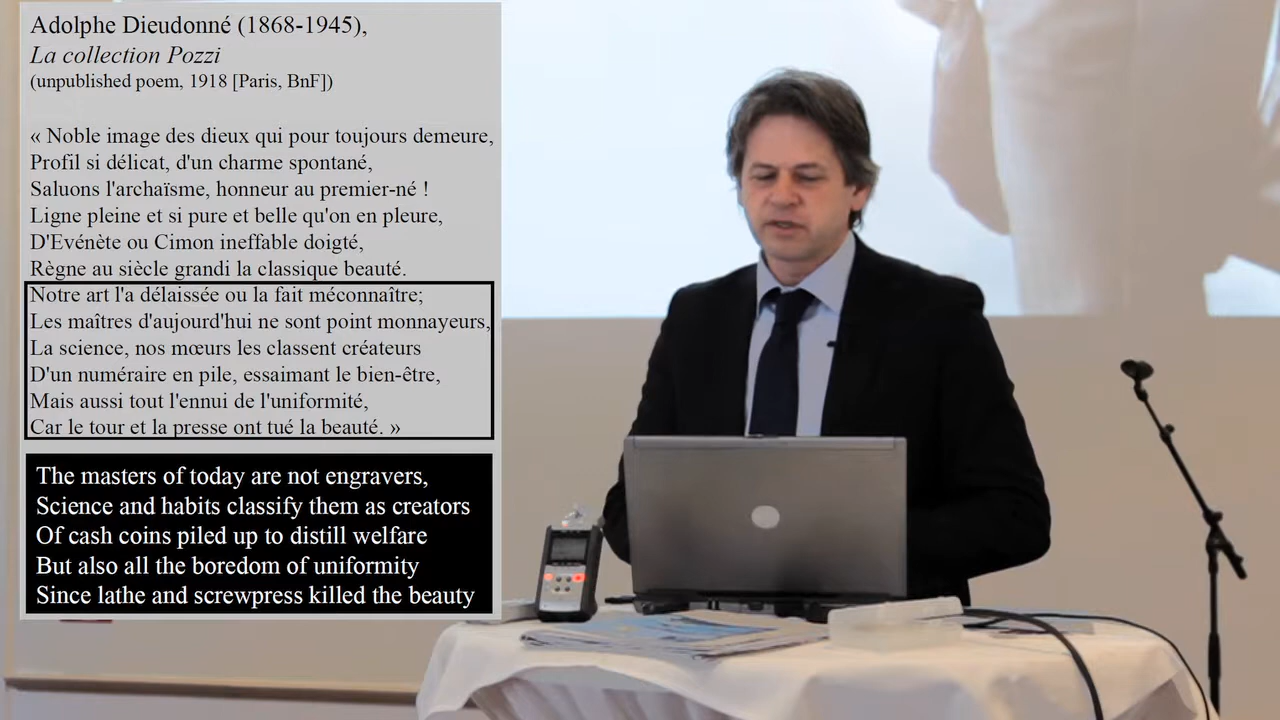 Adolphe Dieudonné (1868-1945),
La collection Pozzi
(unpublished poem, 1918 [Paris, BnF])
« Noble image des dieux qui pour toujours demeure,
Profil si délicat, d'un charme spontané,
Saluons l'archaïsme, honneur au premier-né !
Ligne pleine et si pure et belle qu'on en pleure,
D'Evénète ou Cimon ineffable doigté,
Règne au siècle grandi la classique beauté.
Notre art l'a délaissée ou la fait méconnaître;
Les maîtres d'aujourd'hui ne sont point monnayeurs,
La science, nos mœurs les classent créateurs
D'un numéraire en pile, essaimant le bien-être,
Mais aussi tout l'ennui de l'uniformité,
Car le tour et la presse ont tué la beauté. »
The masters of today are not engravers,
Science and habits classify them as creators
Of cash coins piled up to distill welfare
But also all the boredom of uniformity
Since lathe and screwpress killed the beauty